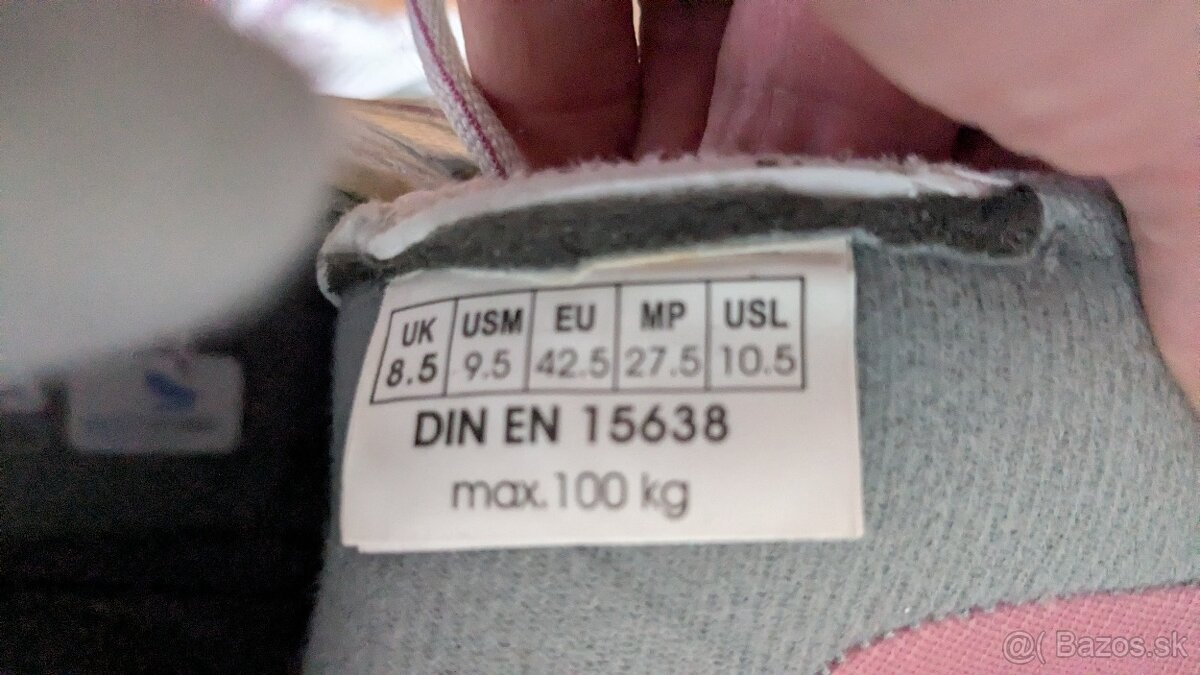 UK USM EU MP USL
8.5 9.5 42.5 27.5 10.5
DIN EN 15638
max.100 kg
@( Bazos.sk